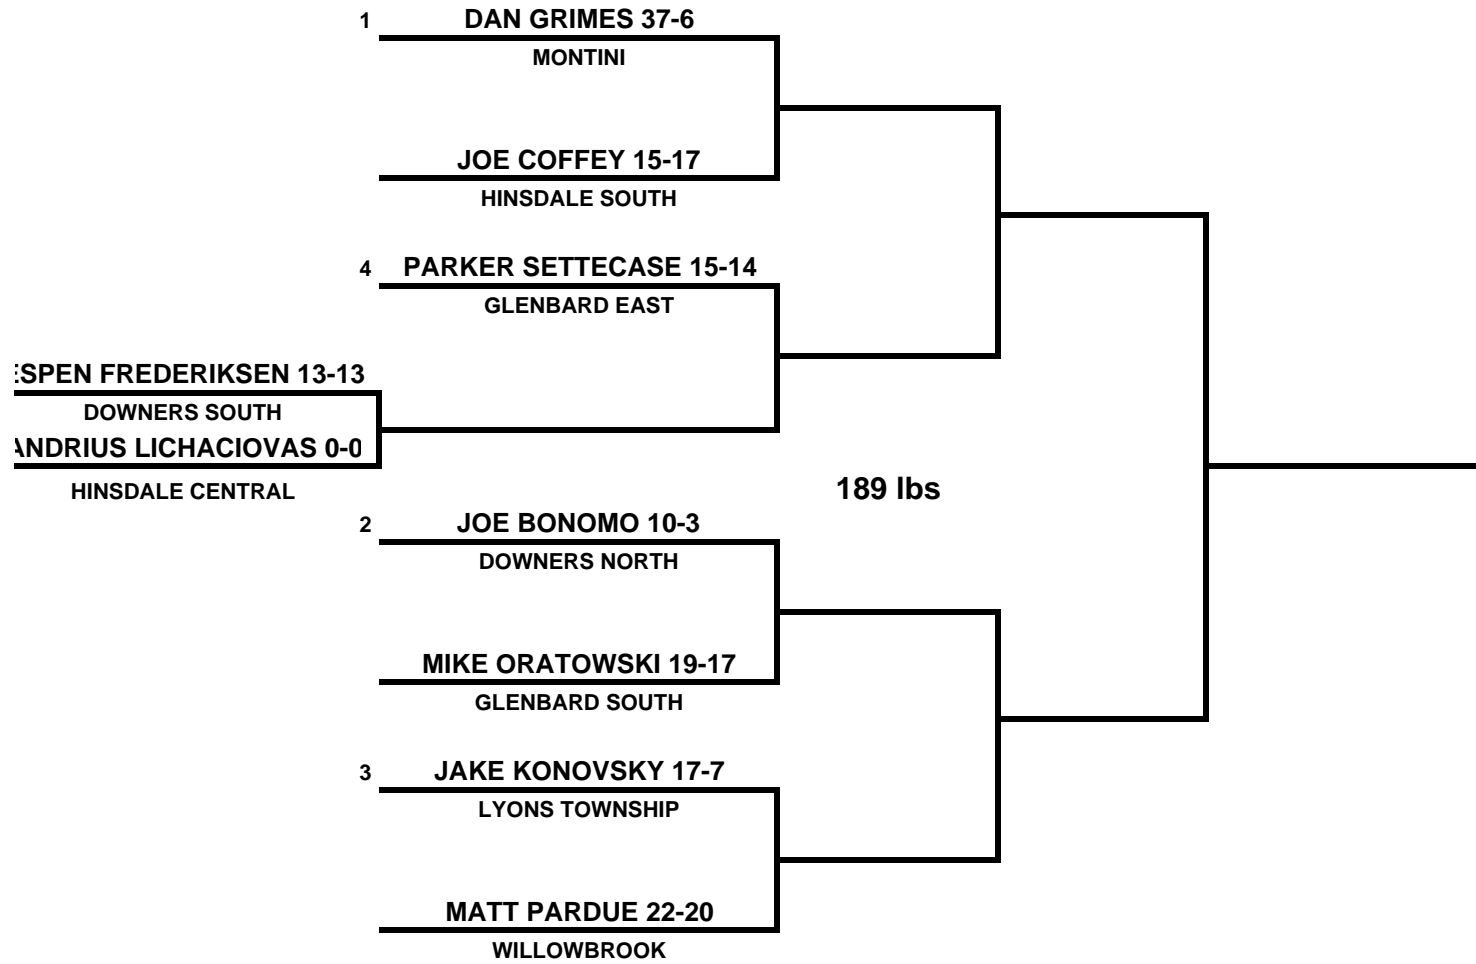 1 DAN GRIMES 37-6
MONTINI
JOE COFFEY 15-17
HINSDALE SOUTH
4 PARKER SETTECASE 15-14
GLENBARD EAST
ESPEN FREDERIKSEN 13-13
DOWNERS SOUTH
ANDRIUS LICHACIOVAS 0-0
HINSDALE CENTRAL
189 lbs
2 JOE BONOMO 10-3
DOWNERS NORTH
MIKE ORATOWSKI 19-17
GLENBARD SOUTH
3 JAKE KONOVSKY 17-7
LYONS TOWNSHIP
MATT PARDUE 22-20
WILLOWBROOK